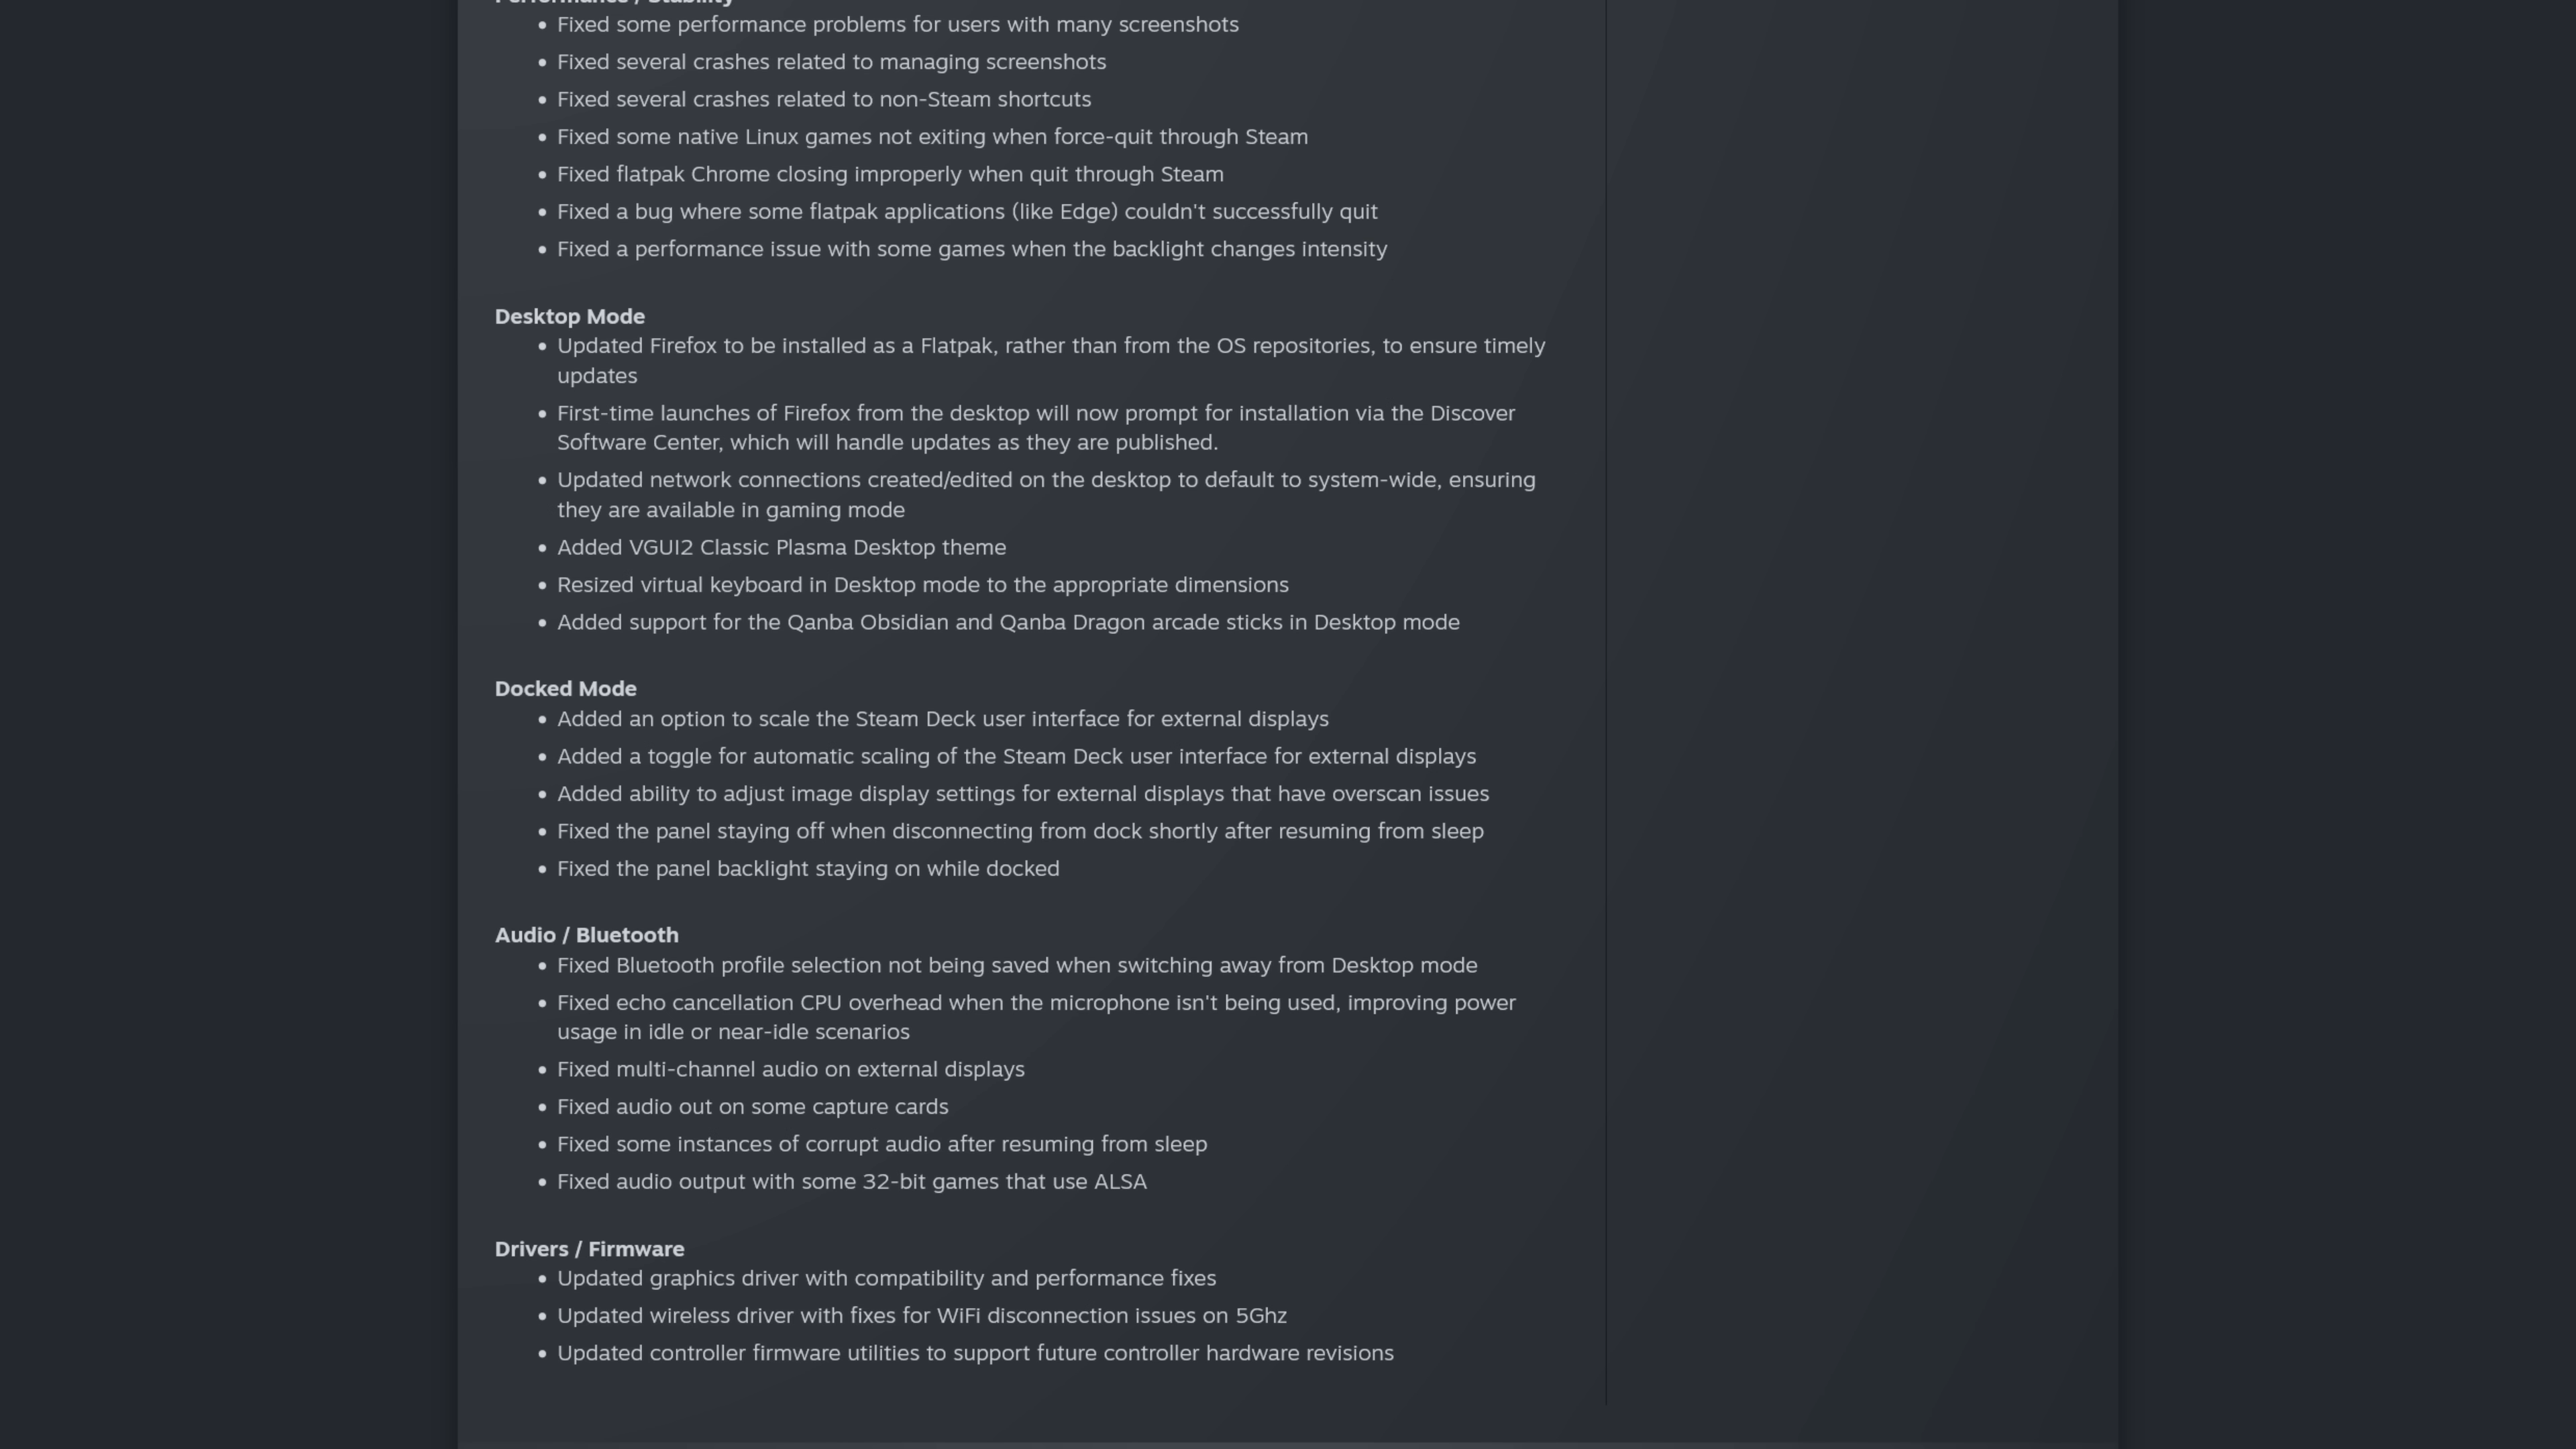 Performance / Stability
• Fixed some performance problems for users with many screenshots
• Fixed several crashes related to managing screenshots
• Fixed several crashes related to non-Steam shortcuts
• Fixed some native Linux games not exiting when force-quit through Steam
• Fixed flatpak Chrome closing improperly when quit through Steam
• Fixed a bug where some flatpak applications (like Edge) couldn't successfully quit
• Fixed a performance issue with some games when the backlight changes intensity
Desktop Mode
• Updated Firefox to be installed as a Flatpak, rather than from the OS repositories, to ensure timely
updates
• First-time launches of Firefox from the desktop will now prompt for installation via the Discover
Software Center, which will handle updates as they are published.
• Updated network connections created/edited on the desktop to default to system-wide, ensuring
they are available in gaming mode
• Added VGUI2 Classic Plasma Desktop theme
• Resized virtual keyboard in Desktop mode to the appropriate dimensions
• Added support for the Qanba Obsidian and Qanba Dragon arcade sticks in Desktop mode
Docked Mode
• Added an option to scale the Steam Deck user interface for external displays
• Added a toggle for automatic scaling of the Steam Deck user interface for external displays
• Added ability to adjust image display settings for external displays that have overscan issues
• Fixed the panel staying off when disconnecting from dock shortly after resuming from sleep
• Fixed the panel backlight staying on while docked
Audio / Bluetooth
• Fixed Bluetooth profile selection not being saved when switching away from Desktop mode
• Fixed echo cancellation CPU overhead when the microphone isn't being used, improving power
usage in idle or near-idle scenarios
• Fixed multi-channel audio on external displays
• Fixed audio out on some capture cards
• Fixed some instances of corrupt audio after resuming from sleep
• Fixed audio output with some 32-bit games that use ALSA
Drivers / Firmware
• Updated graphics driver with compatibility and performance fixes
• Updated wireless driver with fixes for WiFi disconnection issues on 5Ghz
• Updated controller firmware utilities to support future controller hardware revisions